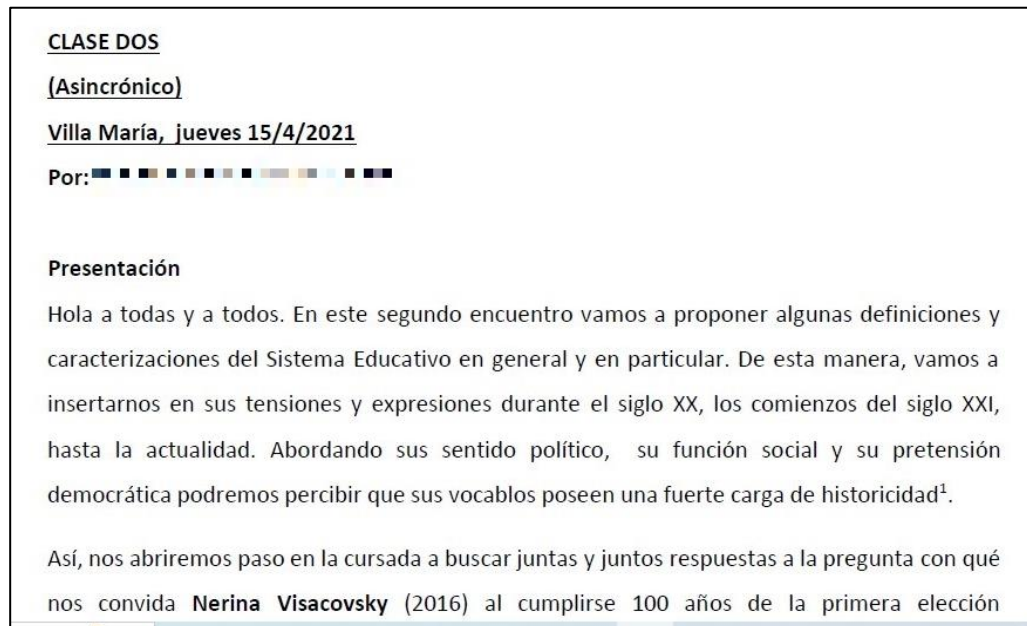 CLASE DOS
(Asincrónico)
Villa María,  jueves 15/4/2021
Por:
Presentación
Hola a todas y a todos. En este segundo encuentro vamos a proponer algunas definiciones y
caracterizaciones del Sistema Educativo en general y en particular. De esta manera, vamos a
insertarnos en sus tensiones y expresiones durante el siglo XX, los comienzos del siglo XXI,
hasta la actualidad. Abordando sus sentido político,  su función social y su pretensión
democrática podremos percibir que sus vocablos poseen una fuerte carga de historicidad¹.
Así, nos abriremos paso en la cursada a buscar juntas y juntos respuestas a la pregunta con qué
nos convida Nerina Visacovsky (2016) al cumplirse 100 años de la primera elección